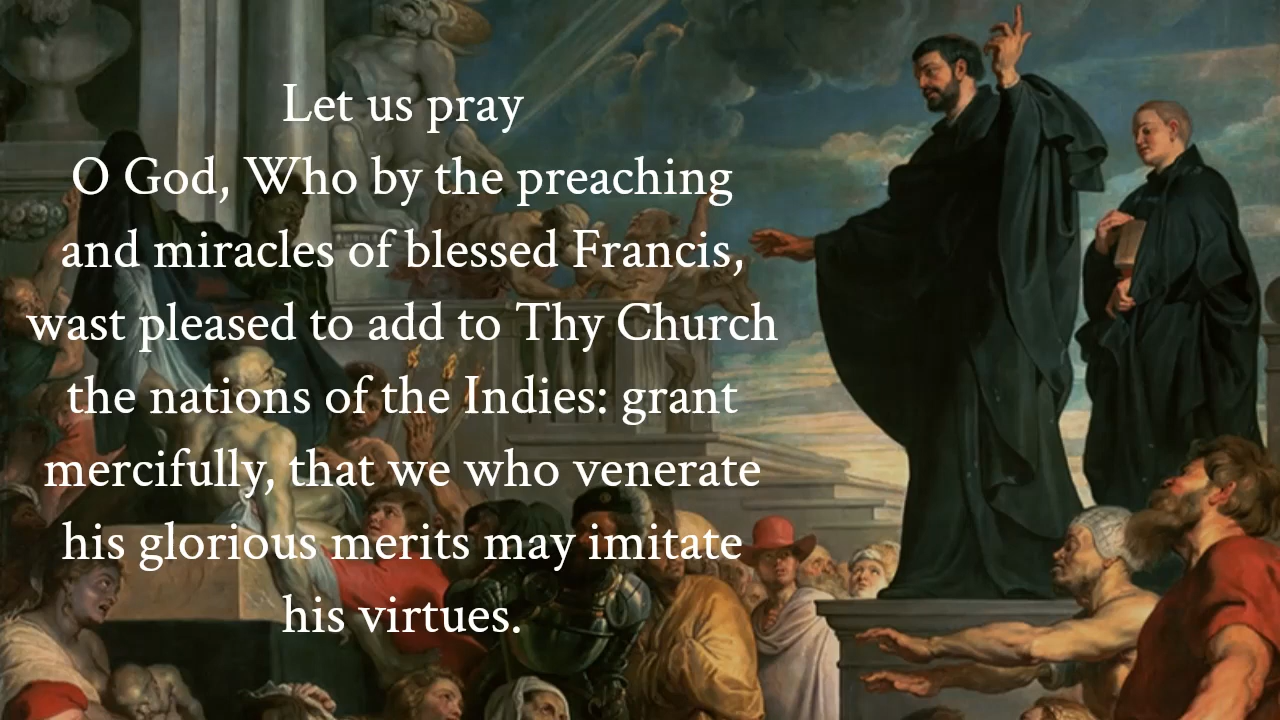 Let us pray
O God, Who by the preaching
and miracles of blessed Francis,
wast pleased to add to Thy Church
the nations of the Indies: grant
mercifully, that we who venerate
his glorious merits may imitate
his virtues.